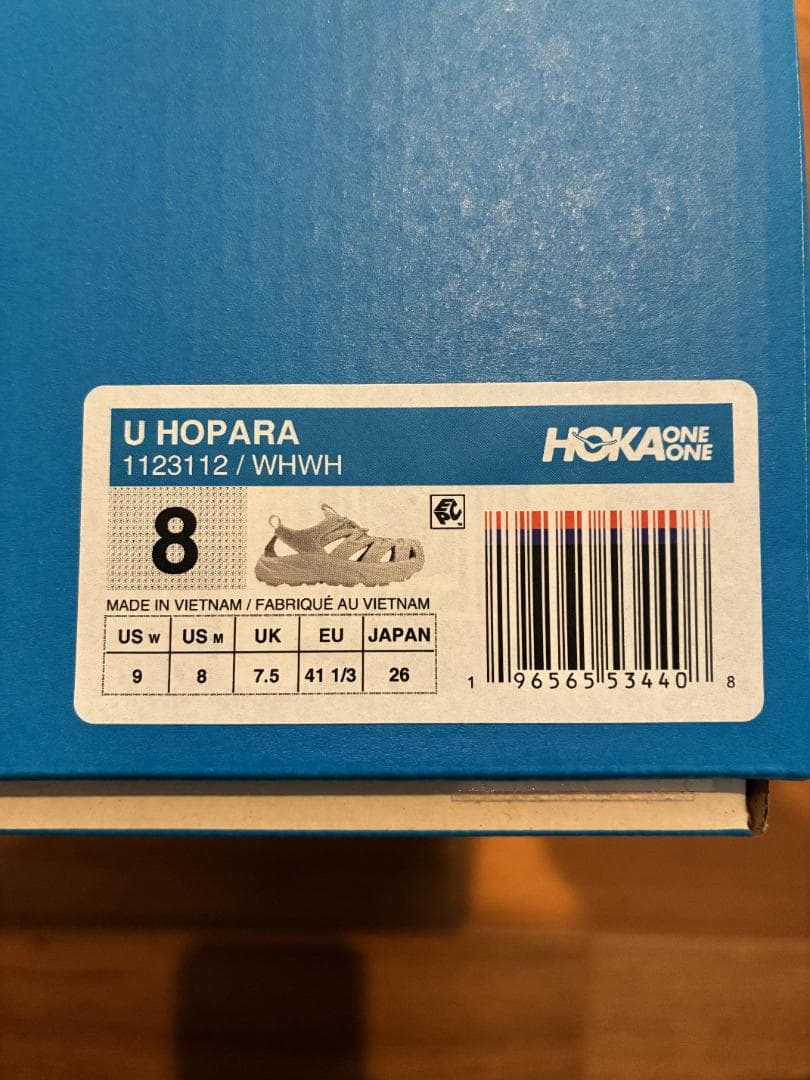 U HOPARA
1123112 / WHWH
HOKA ONE ONE
8
EPC
MADE IN VIETNAM / FABRIQUÉ AU VIETNAM
US W US M UK EU JAPAN
9 8 7.5 41 1/3 26
1 96565 53440 8